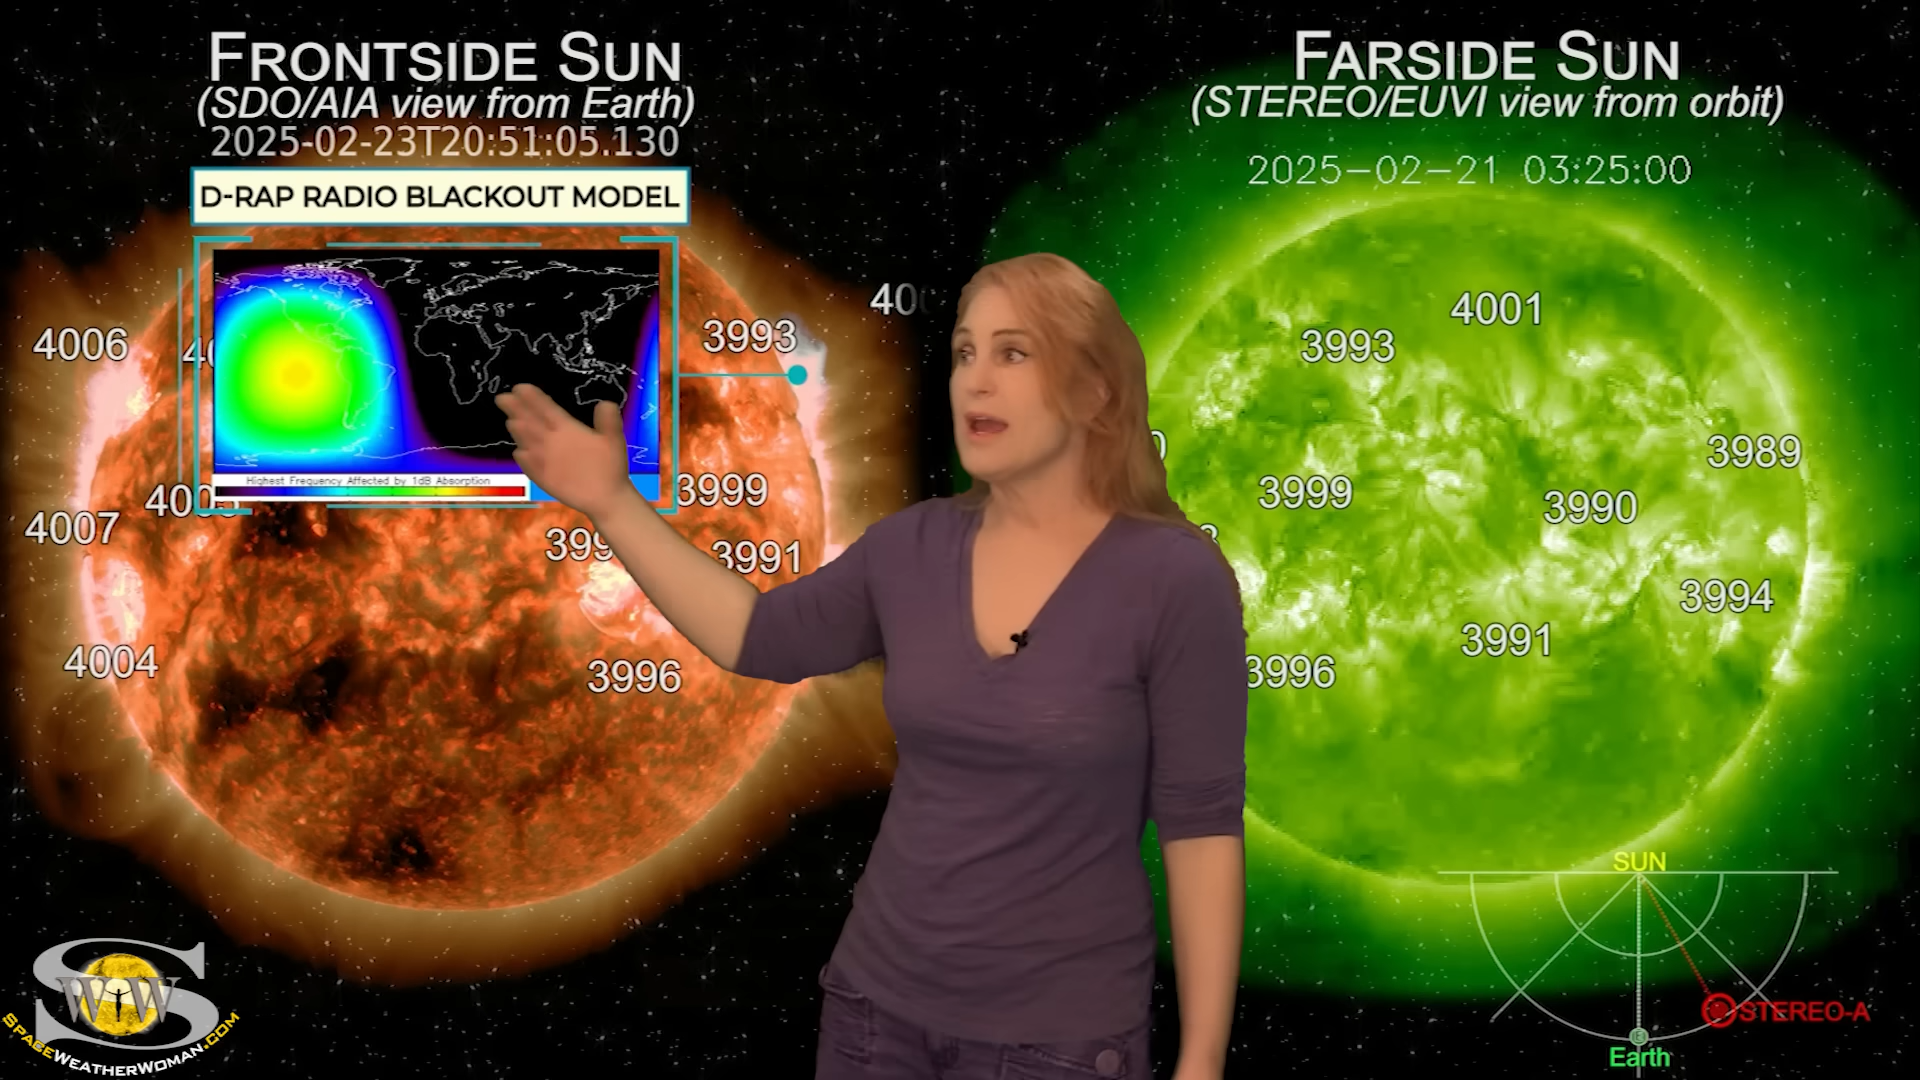 FRONTSIDE SUN
(SDO/AIA view from Earth)
2025-02-23T20:51:05.130
D-RAP RADIO BLACKOUT MODEL
Highest Frequency Affected by 1dB Absorption
4006
3993
4007
3999
3991
4004
3996
FARSIDE SUN
(STEREO/EUVI view from orbit)
2025-02-21 03:25:00
4001
3993
3989
3999
3990
3994
3991
3996
SUN
STEREO-A
Earth
SWW
SPACEWEATHERWOMAN.COM